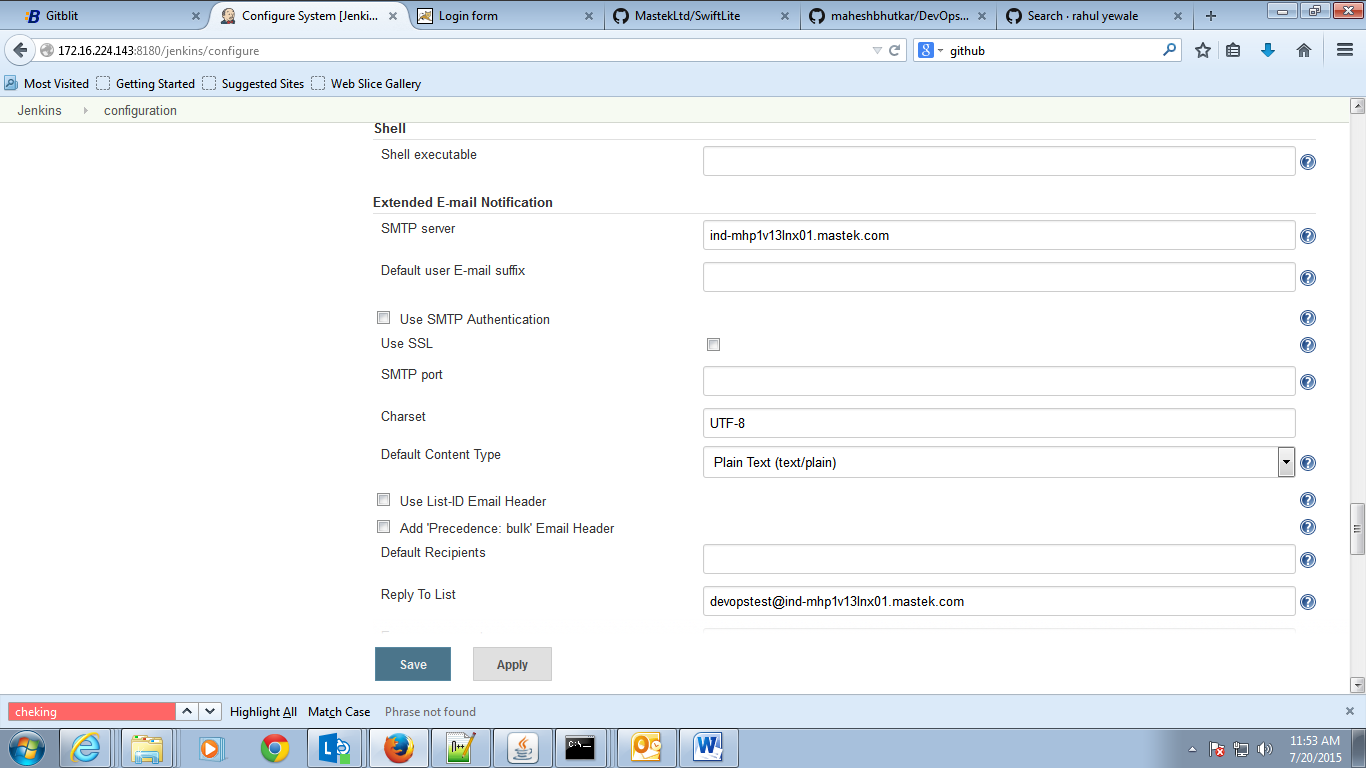 Gitblit
Configure System [Jenki...
Login form
MastekLtd/SwiftLite
maheshbhutkar/DevOps...
Search · rahul yewale
172.16.224.143:8180/jenkins/configure
github
Most Visited
Getting Started
Suggested Sites
Web Slice Gallery
Jenkins
configuration
Shell
Shell executable
Extended E-mail Notification
SMTP server
ind-mhp1v13lnx01.mastek.com
Default user E-mail suffix
Use SMTP Authentication
Use SSL
SMTP port
Charset
UTF-8
Default Content Type
Plain Text (text/plain)
Use List-ID Email Header
Add 'Precedence: bulk' Email Header
Default Recipients
Reply To List
devopstest@ind-mhp1v13lnx01.mastek.com
Save
Apply
cheking
Highlight All
Match Case
Phrase not found
11:53 AM
7/20/2015